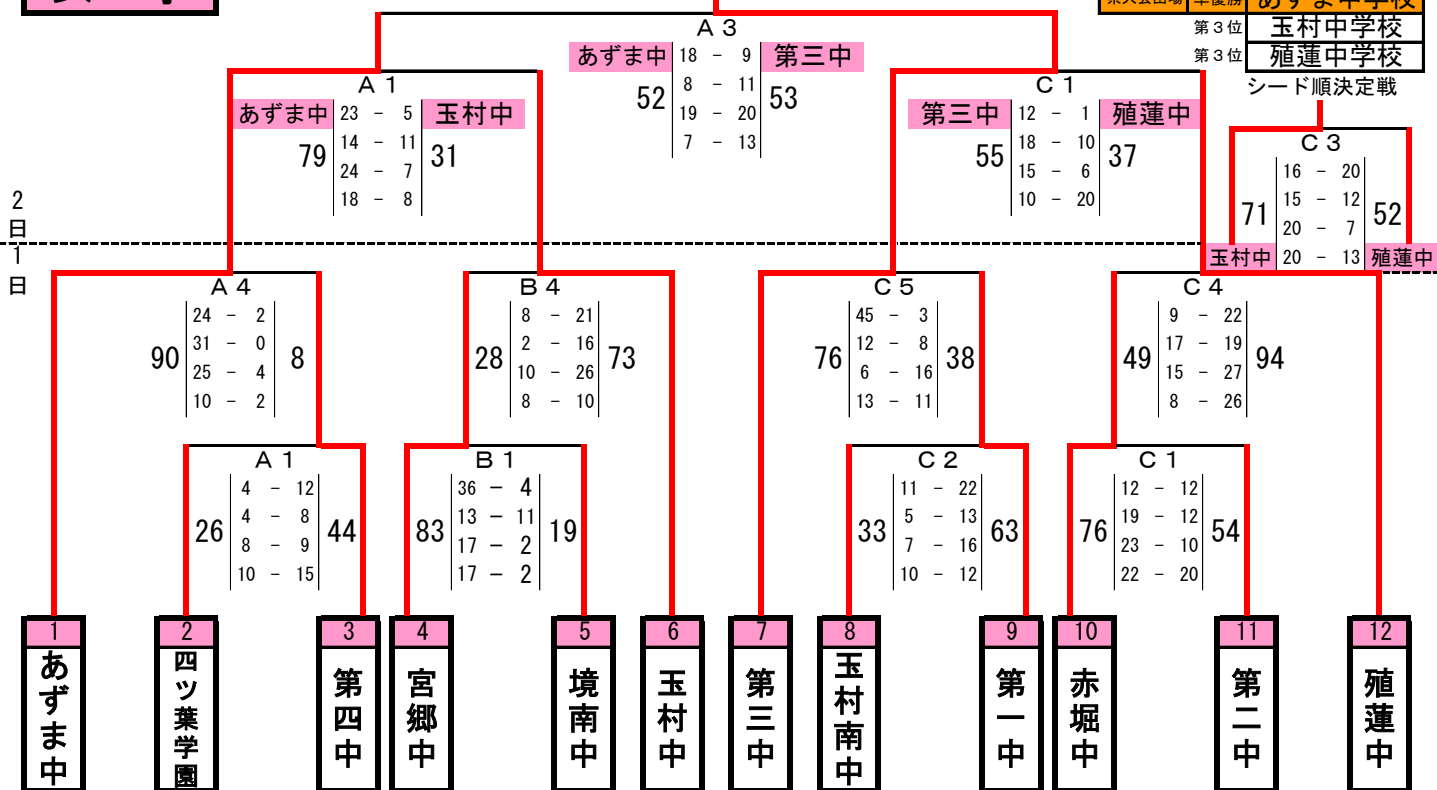 準優勝 あずま中学校
第３位 玉村中学校
第３位 殖蓮中学校
シード順決定戦
Ａ３
あずま中 18 - 9 第三中
52 8 - 11 53
19 - 20
7 - 13
Ａ１
あずま中 23 - 5 玉村中
79 14 - 11 31
24 - 7
18 - 8
Ｃ１
第三中 12 - 1 殖蓮中
55 18 - 10 37
15 - 6
10 - 20
Ｃ３
16 - 20
71 15 - 12 52
20 - 7
玉村中 20 - 13 殖蓮中
2
日
1
日
Ａ４
24 - 2
90 31 - 0 8
25 - 4
10 - 2
Ｂ４
8 - 21
28 2 - 16 73
10 - 26
8 - 10
Ｃ５
45 - 3
76 12 - 8 38
6 - 16
13 - 11
Ｃ４
9 - 22
49 17 - 19 94
15 - 27
8 - 26
Ａ１
4 - 12
26 4 - 8 44
8 - 9
10 - 15
Ｂ１
36 - 4
83 13 - 11 19
17 - 2
17 - 2
Ｃ２
11 - 22
33 5 - 13 63
7 - 16
10 - 12
Ｃ１
12 - 12
76 19 - 12 54
23 - 10
22 - 20
1 あずま中
2 四ツ葉学園
3 第四中
4 宮郷中
5 境南中
6 玉村中
7 第三中
8 玉村南中
9 第一中
10 赤堀中
11 第二中
12 殖蓮中